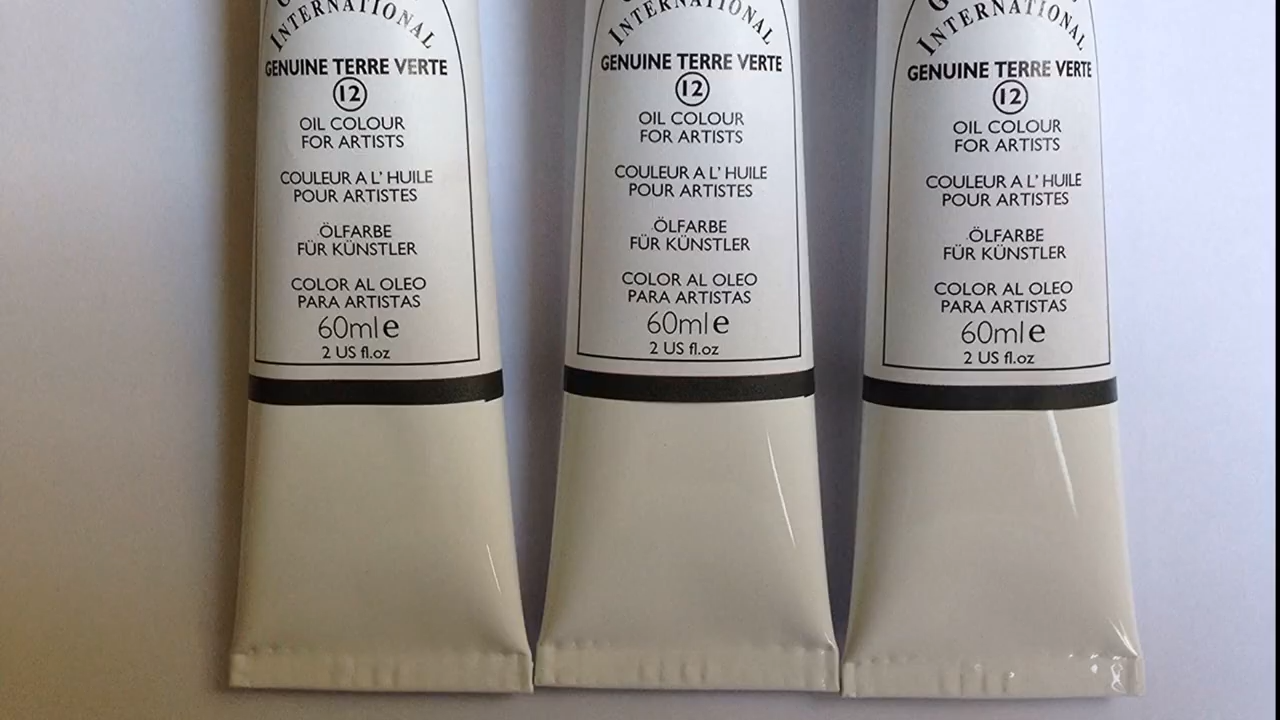 INTERNATIONAL
GENUINE TERRE VERTE
12
OIL COLOUR
FOR ARTISTS
COULEUR A L' HUILE
POUR ARTISTES
ÖLFARBE
FÜR KÜNSTLER
COLOR AL OLEO
PARA ARTISTAS
60ml e
2 US fl.oz
INTERNATIONAL
GENUINE TERRE VERTE
12
OIL COLOUR
FOR ARTISTS
COULEUR A L' HUILE
POUR ARTISTES
ÖLFARBE
FÜR KÜNSTLER
COLOR AL OLEO
PARA ARTISTAS
60ml e
2 US fl.oz
INTERNATIONAL
GENUINE TERRE VERTE
12
OIL COLOUR
FOR ARTISTS
COULEUR A L' HUILE
POUR ARTISTES
ÖLFARBE
FÜR KÜNSTLER
COLOR AL OLEO
PARA ARTISTAS
60ml e
2 US fl.oz